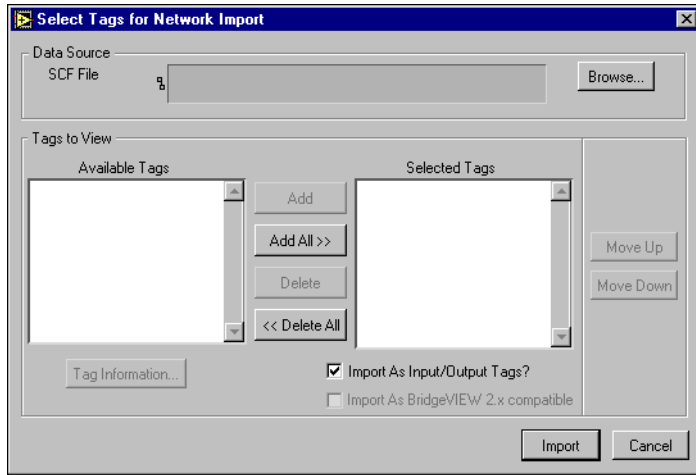 Select Tags for Network Import
Data Source
SCF File
Browse...
Tags to View
Available Tags
Selected Tags
Add
Add All >>
Delete
<< Delete All
Move Up
Move Down
Tag Information...
Import As Input/Output Tags?
Import As BridgeVIEW 2.x compatible
Import
Cancel